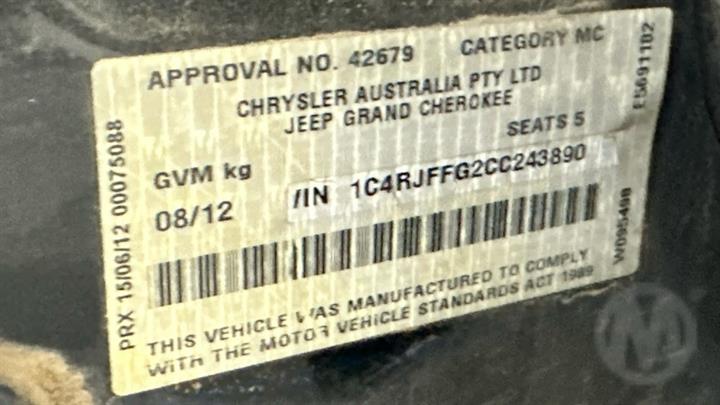 APPROVAL NO. 42679 CATEGORY MC
CHRYSLER AUSTRALIA PTY LTD
JEEP GRAND CHEROKEE
SEATS 5
GVM kg
08/12 /IN 1C4RJFFG2CC243890
THIS VEHICLE WAS MANUFACTURED TO COMPLY
WITH THE MOTOR VEHICLE STANDARDS ACT 1989
PRX 15/06/12 00075088
E5691182
W095498
M